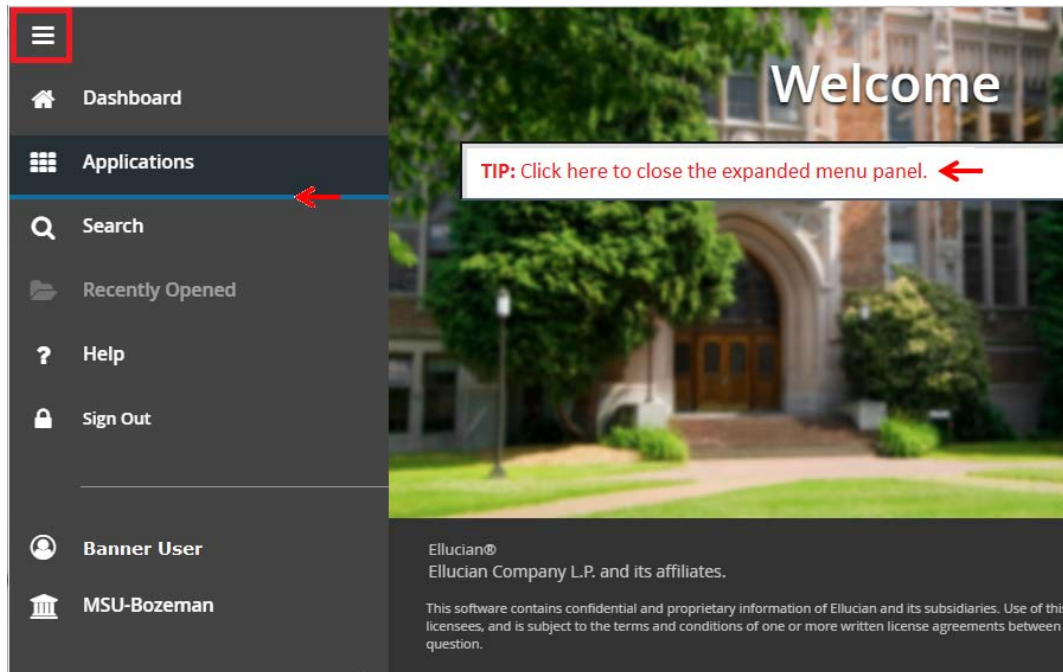 Dashboard
Applications
Search
Recently Opened
Help
Sign Out
Banner User
MSU-Bozeman
Welcome
TIP: Click here to close the expanded menu panel.
Ellucian®
Ellucian Company L.P. and its affiliates.
This software contains confidential and proprietary information of Ellucian and its subsidiaries. Use of this
licensees, and is subject to the terms and conditions of one or more written license agreements between
question.